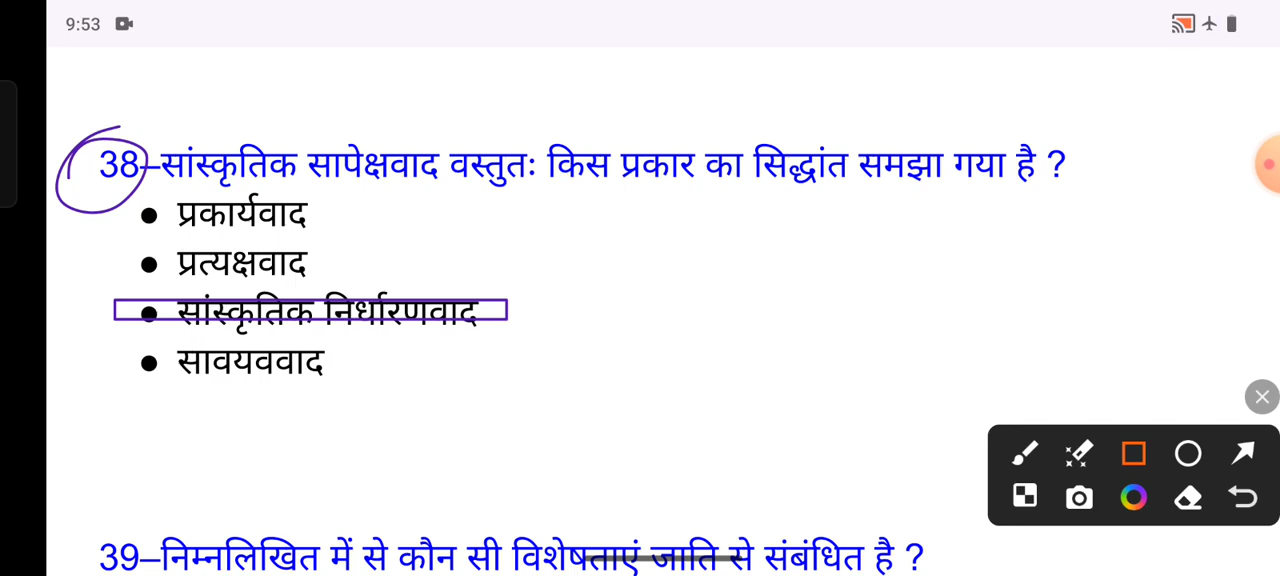 9:53
38–सांस्कृतिक सापेक्षवाद वस्तुतः किस प्रकार का सिद्धांत समझा गया है ?
● प्रकार्यवाद
● प्रत्यक्षवाद
● सांस्कृतिक निर्धारणवाद
● सावयववाद
39–निम्नलिखित में से कौन सी विशेषताएं जाति से संबंधित है ?